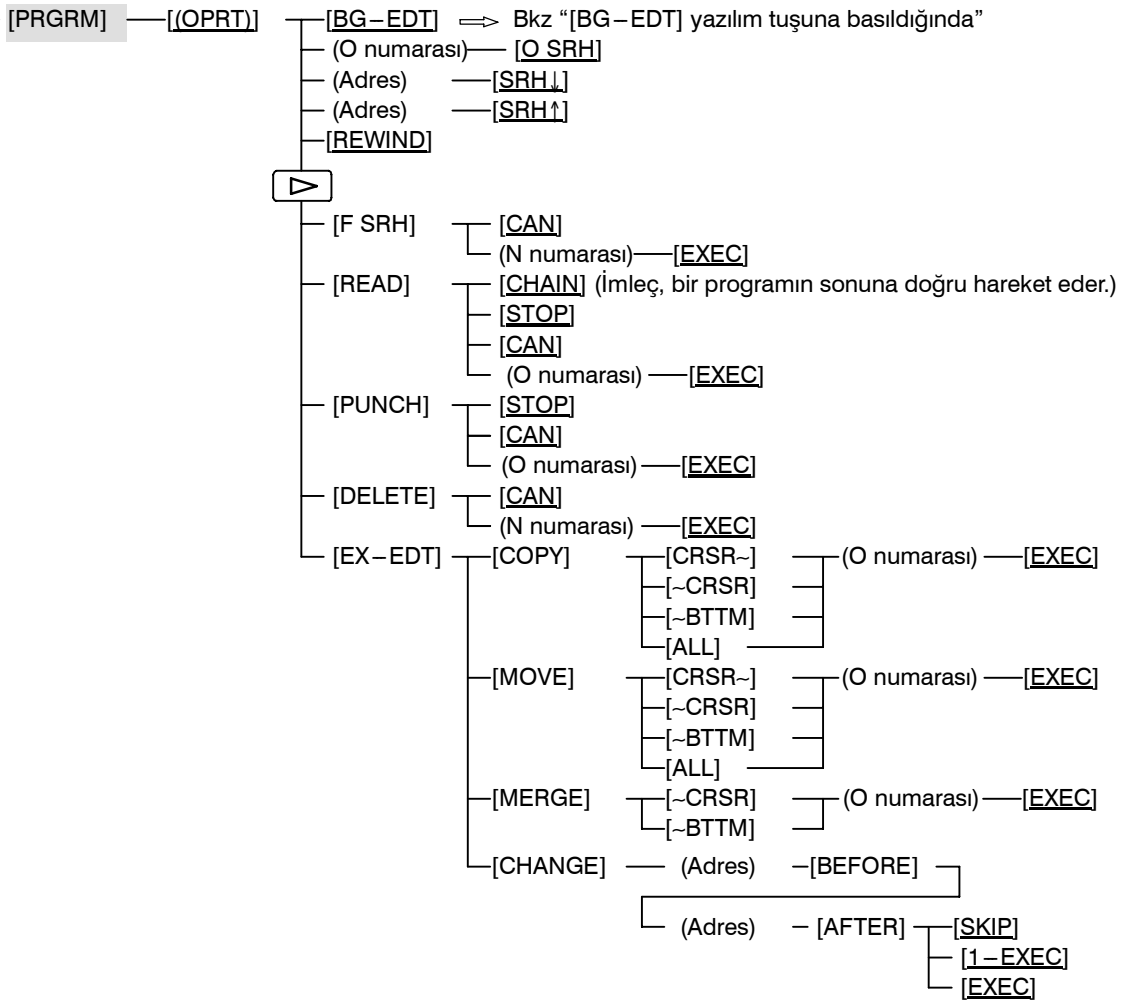 [PRGRM] [(OPRT)] [BG–EDT] ⇒ Bkz “[BG–EDT] yazılım tuşuna basıldığında”
(O numarası) [O SRH]
(Adres) [SRH↓]
(Adres) [SRH↑]
[REWIND]
[F SRH] [CAN]
(N numarası) [EXEC]
[READ] [CHAIN] (İmleç, bir programın sonuna doğru hareket eder.)
[STOP]
[CAN]
(O numarası) [EXEC]
[PUNCH] [STOP]
[CAN]
(O numarası) [EXEC]
[DELETE] [CAN]
(N numarası) [EXEC]
[EX–EDT] [COPY] [CRSR~] (O numarası) [EXEC]
[~CRSR]
[~BTTM]
[ALL]
[MOVE] [CRSR~] (O numarası) [EXEC]
[~CRSR]
[~BTTM]
[ALL]
[MERGE] [~CRSR] (O numarası) [EXEC]
[~BTTM]
[CHANGE] (Adres) [BEFORE]
(Adres) [AFTER] [SKIP]
[1–EXEC]
[EXEC]